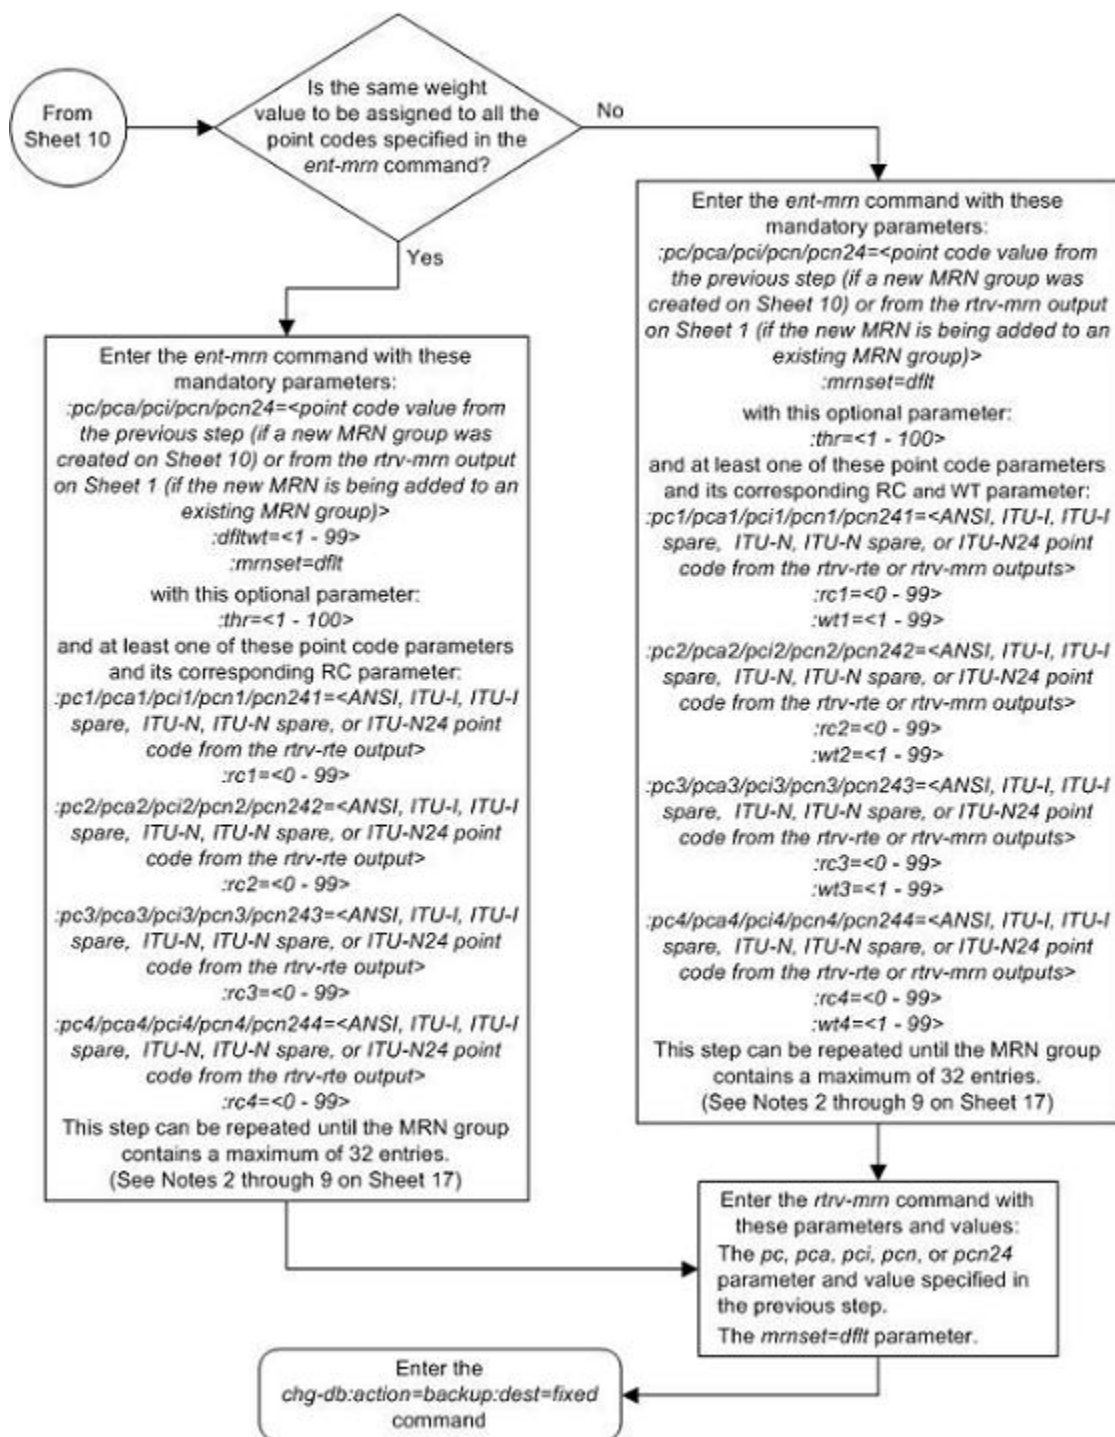 From
Sheet 10
Is the same weight
value to be assigned to all the
point codes specified in the
ent-mrn command?
No
Yes
Enter the ent-mrn command with these
mandatory parameters:
:pc/pca/pci/pcn/pcn24=<point code value from
the previous step (if a new MRN group was
created on Sheet 10) or from the rtrv-mrn output
on Sheet 1 (if the new MRN is being added to an
existing MRN group)>
:dfltwt=<1 - 99>
:mrnset=dflt
with this optional parameter:
:thr=<1 - 100>
and at least one of these point code parameters
and its corresponding RC parameter:
:pc1/pca1/pci1/pcn1/pcn241=<ANSI, ITU-I, ITU-I
spare, ITU-N, ITU-N spare, or ITU-N24 point
code from the rtrv-rte output>
:rc1=<0 - 99>
:pc2/pca2/pci2/pcn2/pcn242=<ANSI, ITU-I, ITU-I
spare, ITU-N, ITU-N spare, or ITU-N24 point
code from the rtrv-rte output>
:rc2=<0 - 99>
:pc3/pca3/pci3/pcn3/pcn243=<ANSI, ITU-I, ITU-I
spare, ITU-N, ITU-N spare, or ITU-N24 point
code from the rtrv-rte output>
:rc3=<0 - 99>
:pc4/pca4/pci4/pcn4/pcn244=<ANSI, ITU-I, ITU-I
spare, ITU-N, ITU-N spare, or ITU-N24 point
code from the rtrv-rte output>
:rc4=<0 - 99>
This step can be repeated until the MRN group
contains a maximum of 32 entries.
(See Notes 2 through 9 on Sheet 17)
Enter the ent-mrn command with these
mandatory parameters:
:pc/pca/pci/pcn/pcn24=<point code value from
the previous step (if a new MRN group was
created on Sheet 10) or from the rtrv-mrn output
on Sheet 1 (if the new MRN is being added to an
existing MRN group)>
:mrnset=dflt
with this optional parameter:
:thr=<1 - 100>
and at least one of these point code parameters
and its corresponding RC and WT parameter:
:pc1/pca1/pci1/pcn1/pcn241=<ANSI, ITU-I, ITU-I
spare, ITU-N, ITU-N spare, or ITU-N24 point
code from the rtrv-rte or rtrv-mrn outputs>
:rc1=<0 - 99>
:wt1=<1 - 99>
:pc2/pca2/pci2/pcn2/pcn242=<ANSI, ITU-I, ITU-I
spare, ITU-N, ITU-N spare, or ITU-N24 point
code from the rtrv-rte or rtrv-mrn outputs>
:rc2=<0 - 99>
:wt2=<1 - 99>
:pc3/pca3/pci3/pcn3/pcn243=<ANSI, ITU-I, ITU-I
spare, ITU-N, ITU-N spare, or ITU-N24 point
code from the rtrv-rte or rtrv-mrn outputs>
:rc3=<0 - 99>
:wt3=<1 - 99>
:pc4/pca4/pci4/pcn4/pcn244=<ANSI, ITU-I, ITU-I
spare, ITU-N, ITU-N spare, or ITU-N24 point
code from the rtrv-rte or rtrv-mrn outputs>
:rc4=<0 - 99>
:wt4=<1 - 99>
This step can be repeated until the MRN group
contains a maximum of 32 entries.
(See Notes 2 through 9 on Sheet 17)
Enter the rtrv-mrn command with
these parameters and values:
The pc, pca, pci, pcn, or pcn24
parameter and value specified in
the previous step.
The mrnset=dflt parameter.
Enter the
chg-db:action=backup:dest=fixed
command